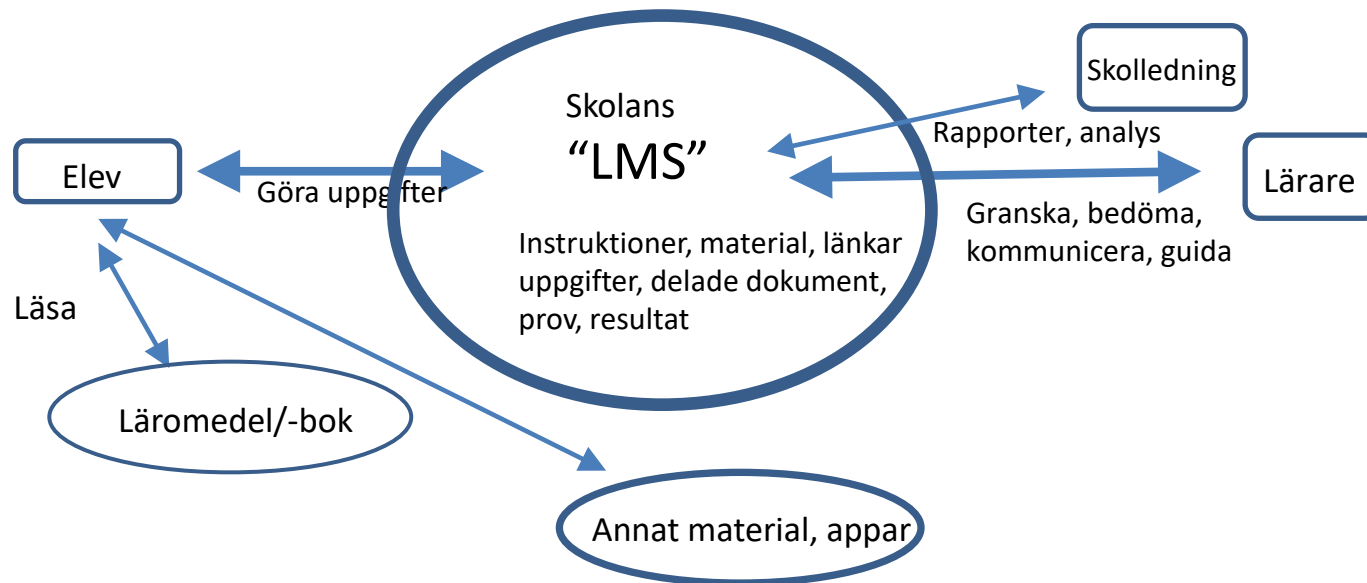 Skolledning
Skolans
“LMS”
Rapporter, analys
Elev
Göra uppgifter
Lärare
Granska, bedöma,
kommunicera, guida
Instruktioner, material, länkar
uppgifter, delade dokument,
prov, resultat
Läsa
Läromedel/-bok
Annat material, appar